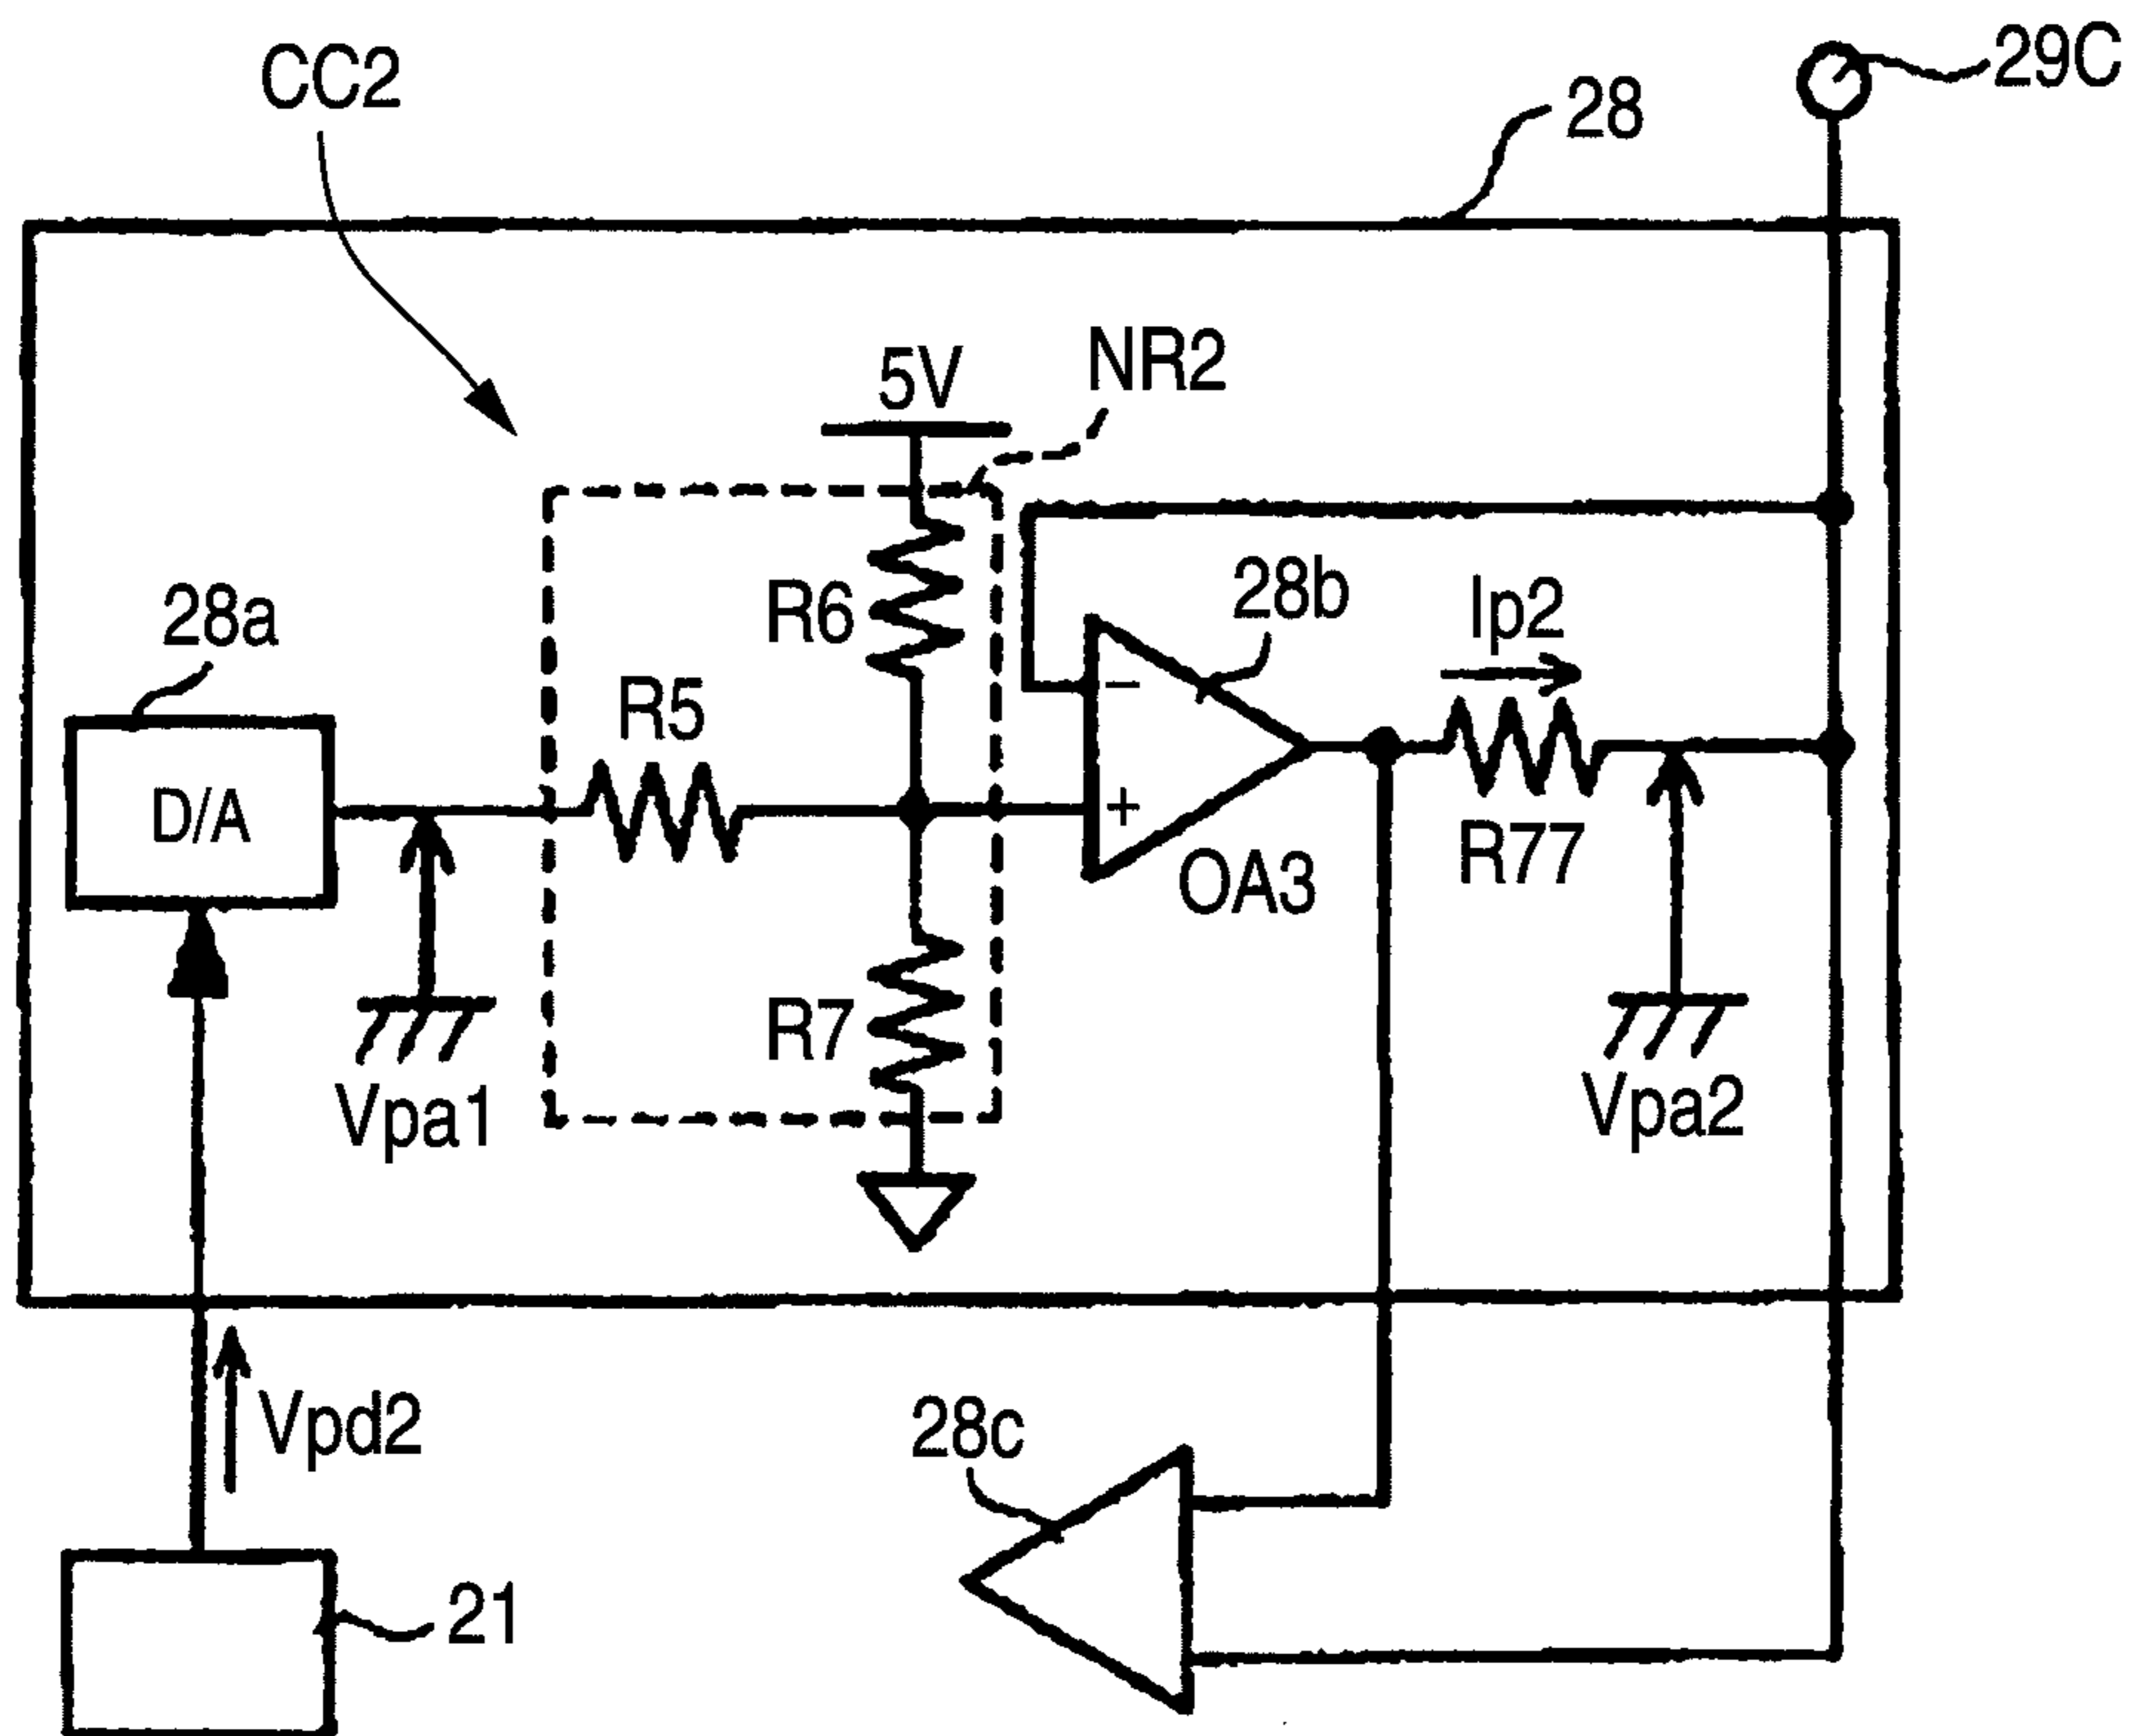 CC2
28
29C
5V
NR2
R6
28b
Ip2
28a
R5
D/A
−
+
OA3
R77
R7
Vpa1
Vpa2
Vpd2
28c
21